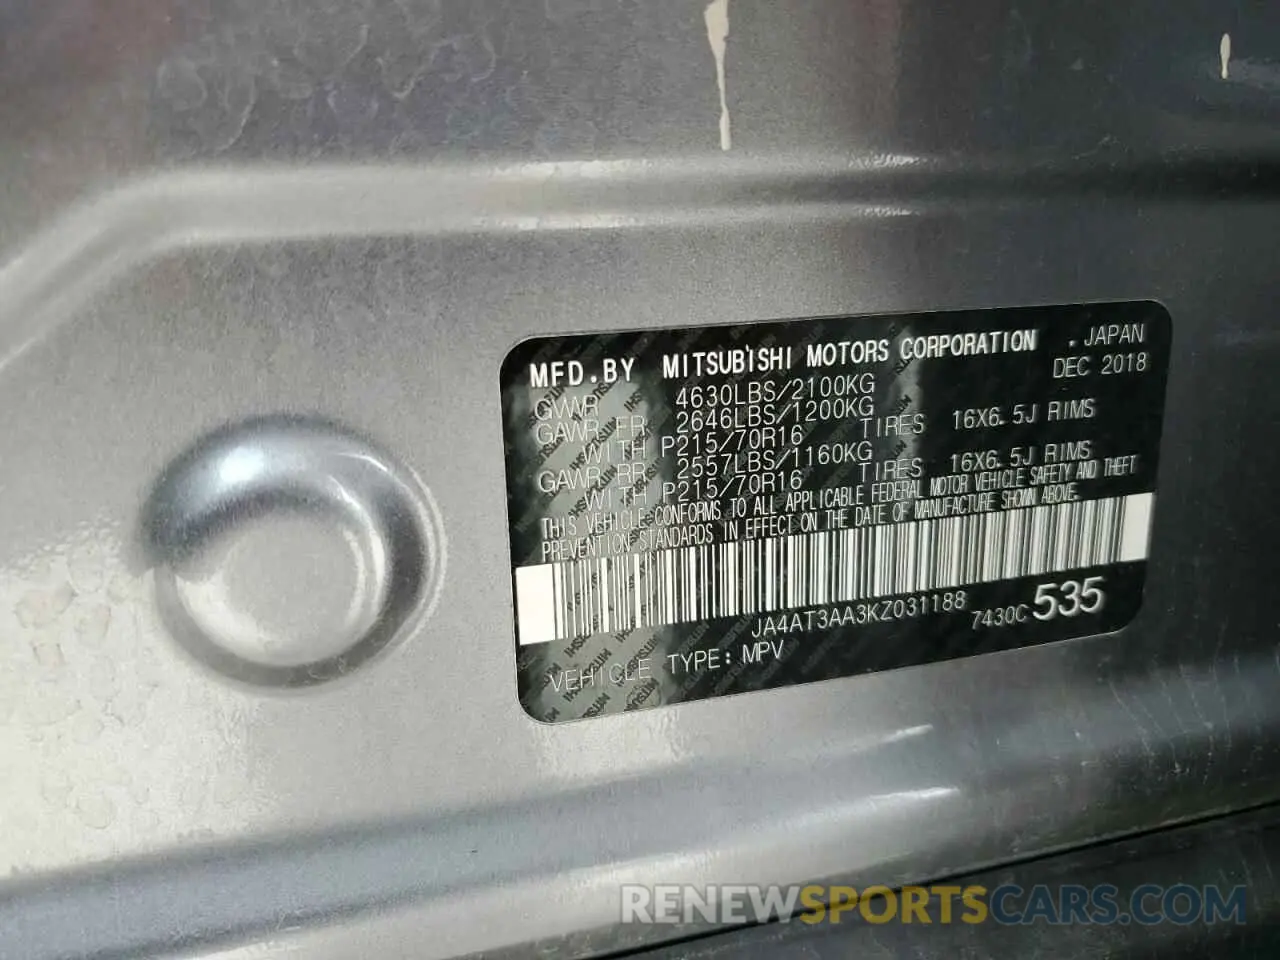 MFD.BY MITSUBISHI MOTORS CORPORATION .JAPAN
DEC 2018
GVWR 4630LBS/2100KG
GAWR FR 2646LBS/1200KG
WITH P215/70R16 TIRES 16X6.5J RIMS
GAWR RR 2557LBS/1160KG
WITH P215/70R16 TIRES 16X6.5J RIMS
THIS VEHICLE CONFORMS TO ALL APPLICABLE FEDERAL MOTOR VEHICLE SAFETY AND THEFT
PREVENTION STANDARDS IN EFFECT ON THE DATE OF MANUFACTURE SHOWN ABOVE.
JA4AT3AA3KZ031188 7430C 535
VEHICLE TYPE: MPV
RENEWSPORTSCARS.COM